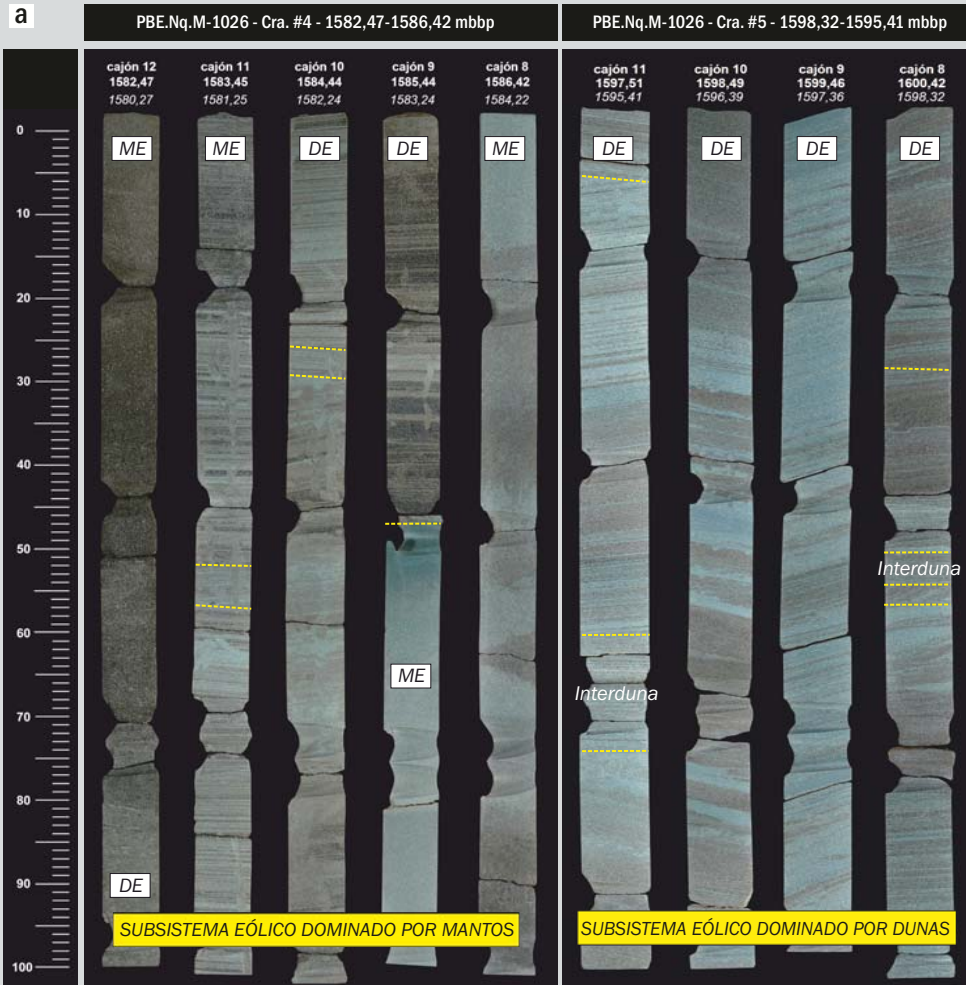 a
PBE.Nq.M-1026 - Cra. #4 - 1582,47-1586,42 mbbp
PBE.Nq.M-1026 - Cra. #5 - 1598,32-1595,41 mbbp
cajón 12
1582,47
1580,27
cajón 11
1583,45
1581,25
cajón 10
1584,44
1582,24
cajón 9
1585,44
1583,24
cajón 8
1586,42
1584,22
cajón 11
1597,51
1595,41
cajón 10
1598,49
1596,39
cajón 9
1599,46
1597,36
cajón 8
1600,42
1598,32
0
10
20
30
40
50
60
70
80
90
100
ME
ME
DE
DE
ME
DE
DE
DE
DE
Interduna
ME
Interduna
DE
SUBSISTEMA EÓLICO DOMINADO POR MANTOS
SUBSISTEMA EÓLICO DOMINADO POR DUNAS